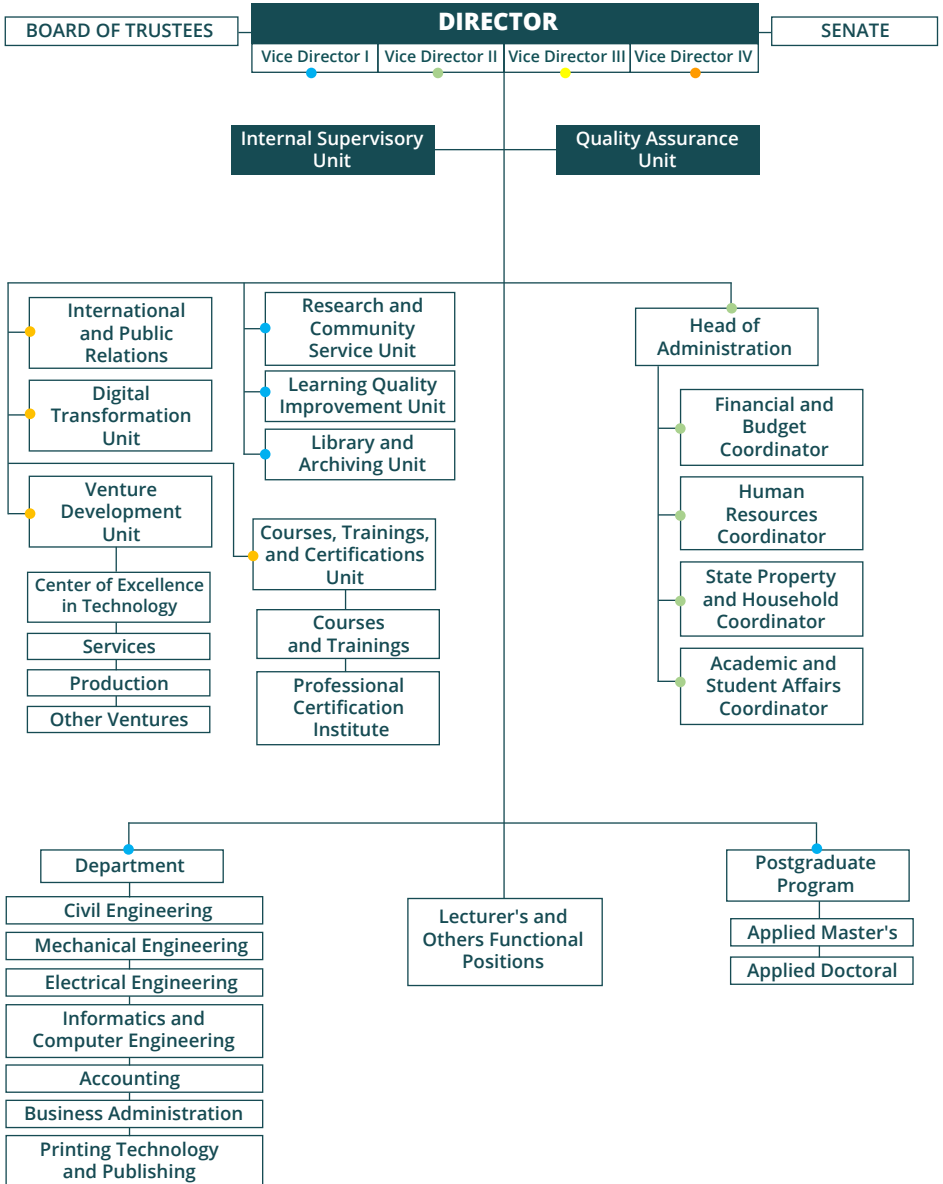 BOARD OF TRUSTEES
DIRECTOR
SENATE
Vice Director I
Vice Director II
Vice Director III
Vice Director IV
Internal Supervisory
Unit
Quality Assurance
Unit
International
and Public
Relations
Digital
Transformation
Unit
Venture
Development
Unit
Center of Excellence
in Technology
Services
Production
Other Ventures
Research and
Community
Service Unit
Learning Quality
Improvement Unit
Library and
Archiving Unit
Courses, Trainings,
and Certifications
Unit
Courses
and Trainings
Professional
Certification
Institute
Head of
Administration
Financial and
Budget
Coordinator
Human
Resources
Coordinator
State Property
and Household
Coordinator
Academic and
Student Affairs
Coordinator
Department
Civil Engineering
Mechanical Engineering
Electrical Engineering
Informatics and
Computer Engineering
Accounting
Business Administration
Printing Technology
and Publishing
Lecturer's and
Others Functional
Positions
Postgraduate
Program
Applied Master's
Applied Doctoral